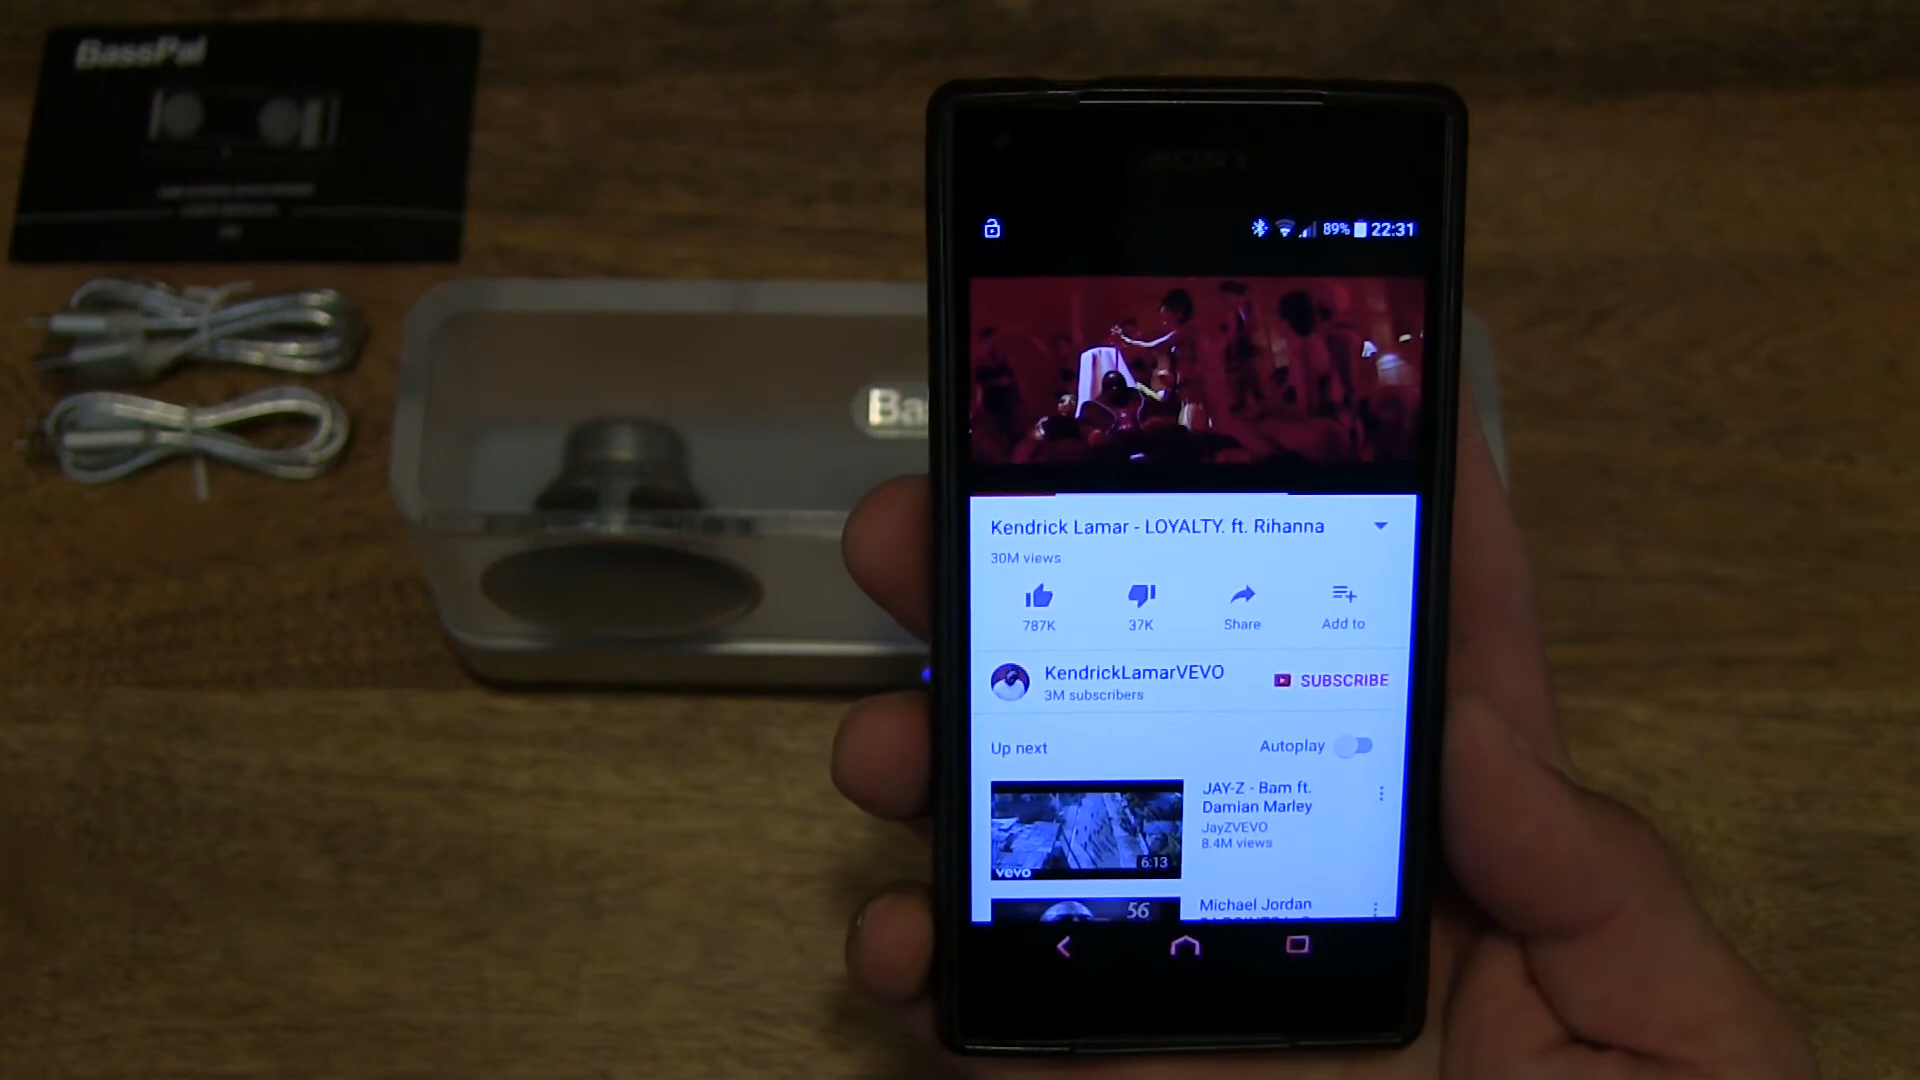 BassPal
Ba
SONY
89% 22:31
Kendrick Lamar - LOYALTY. ft. Rihanna
30M views
787K
37K
Share
Add to
KendrickLamarVEVO
3M subscribers
SUBSCRIBE
Up next
Autoplay
JAY-Z - Bam ft.
Damian Marley
JayZVEVO
8.4M views
6:13
vevo
56
Michael Jordan